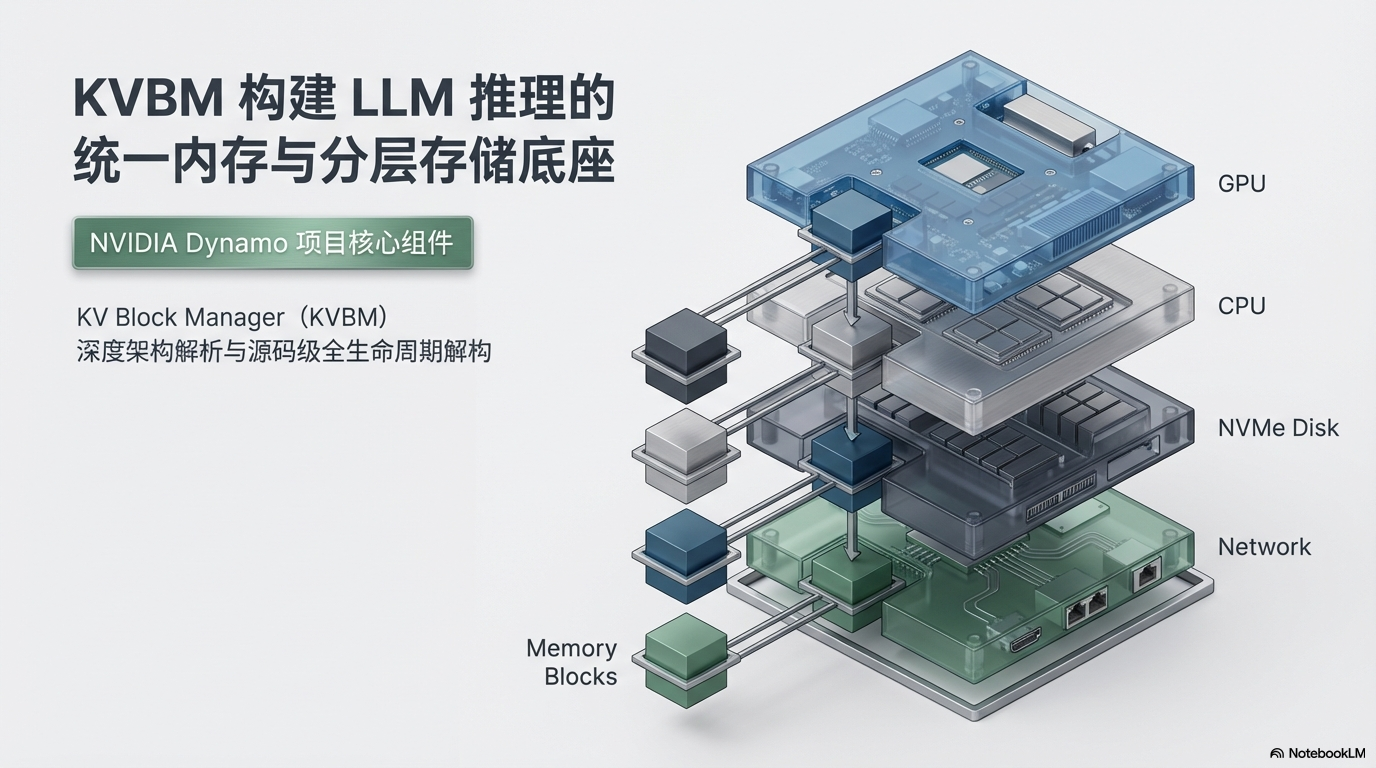 KVBM 构建 LLM 推理的
统一内存与分层存储底座
NVIDIA Dynamo 项目核心组件
KV Block Manager（KVBM）
深度架构解析与源码级全生命周期解构
GPU
CPU
NVMe Disk
Network
Memory
Blocks
NotebookLM